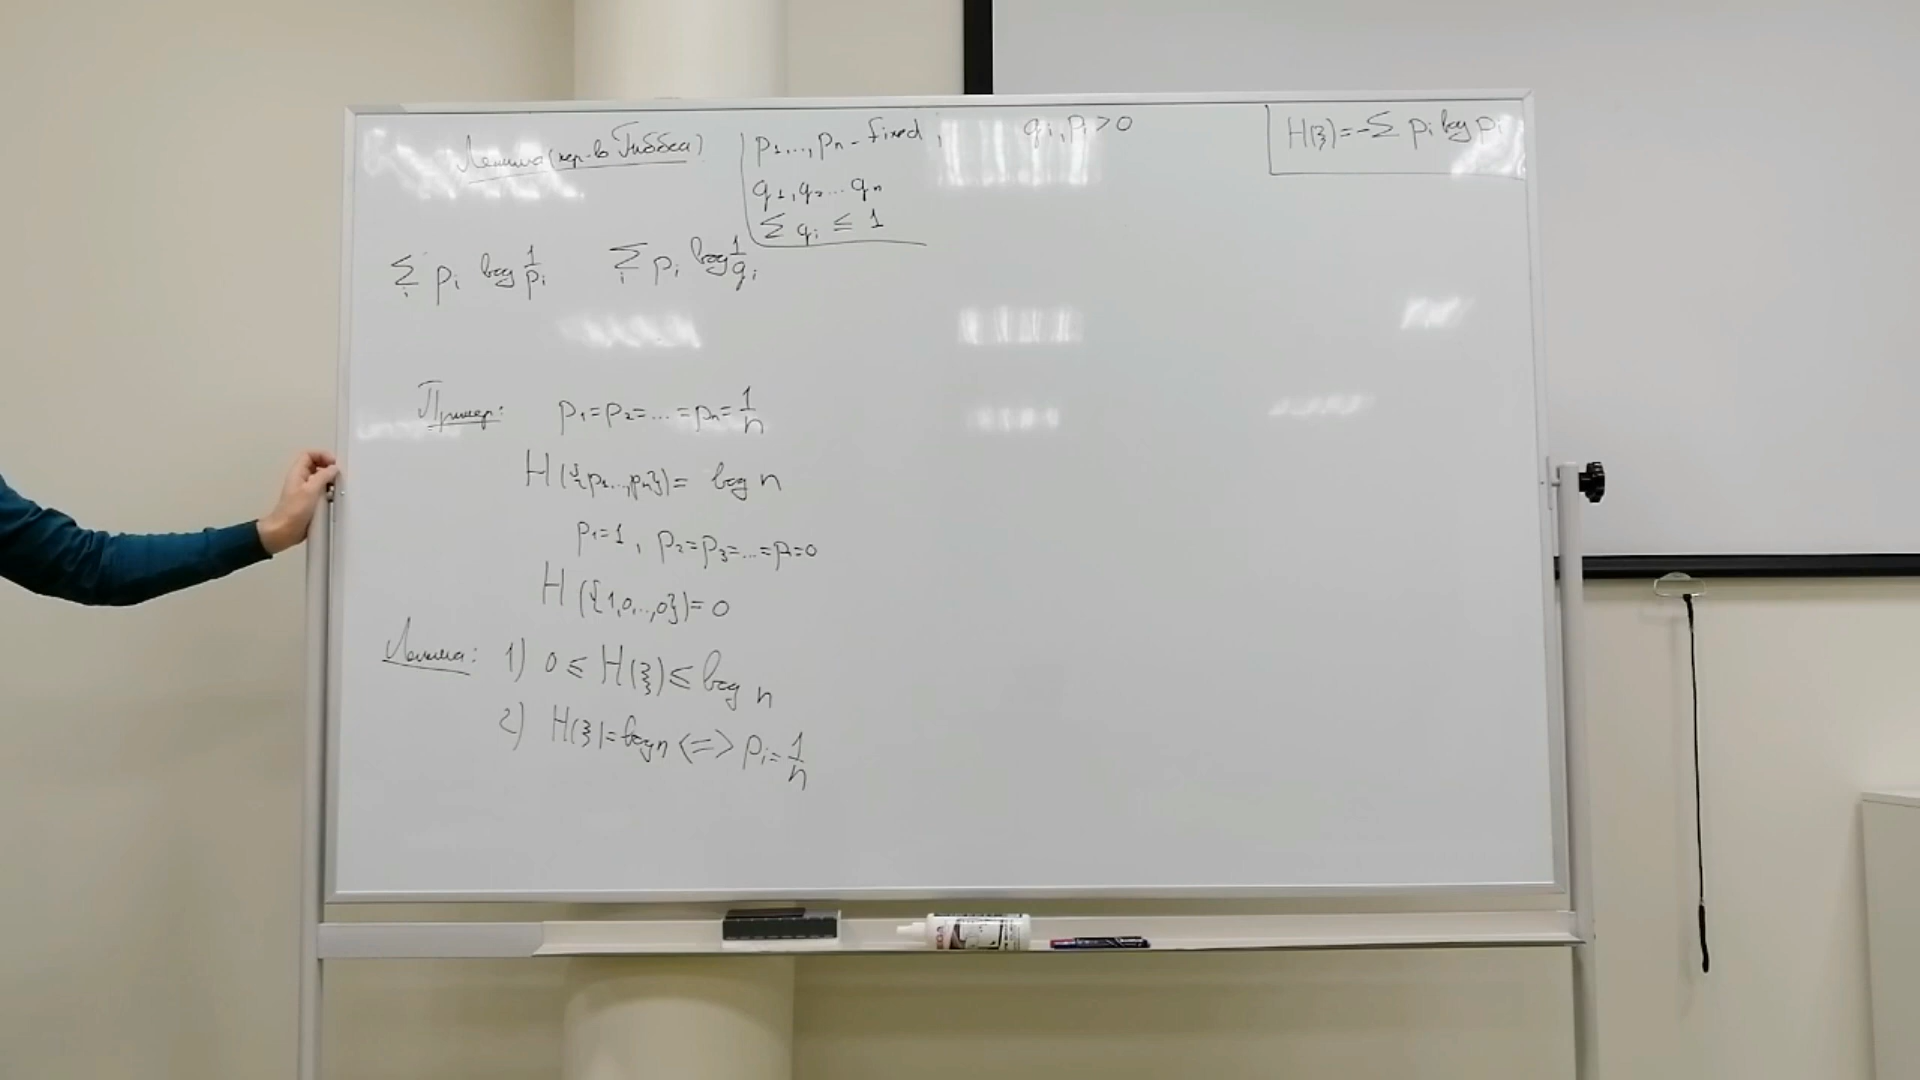 Лемма (нер-во Гиббса)
p₁..., pₙ - fixed, qᵢ, pᵢ > 0
q₁, q₂... qₙ
∑ qᵢ ≤ 1
H(ξ) = -∑ pᵢ log pᵢ
∑ᵢ pᵢ log 1/pᵢ ∑ᵢ pᵢ log 1/qᵢ
Пример: p₁=p₂=...=pₙ= 1/n
H({p₁...,pₙ})= log n
p₁=1, p₂=p₃=...=pᵢ=0
H({1,0,..,0})=0
Лемма: 1) 0 ≤ H(ξ) ≤ log n
2) H(ξ)=log n <=> pᵢ= 1/n